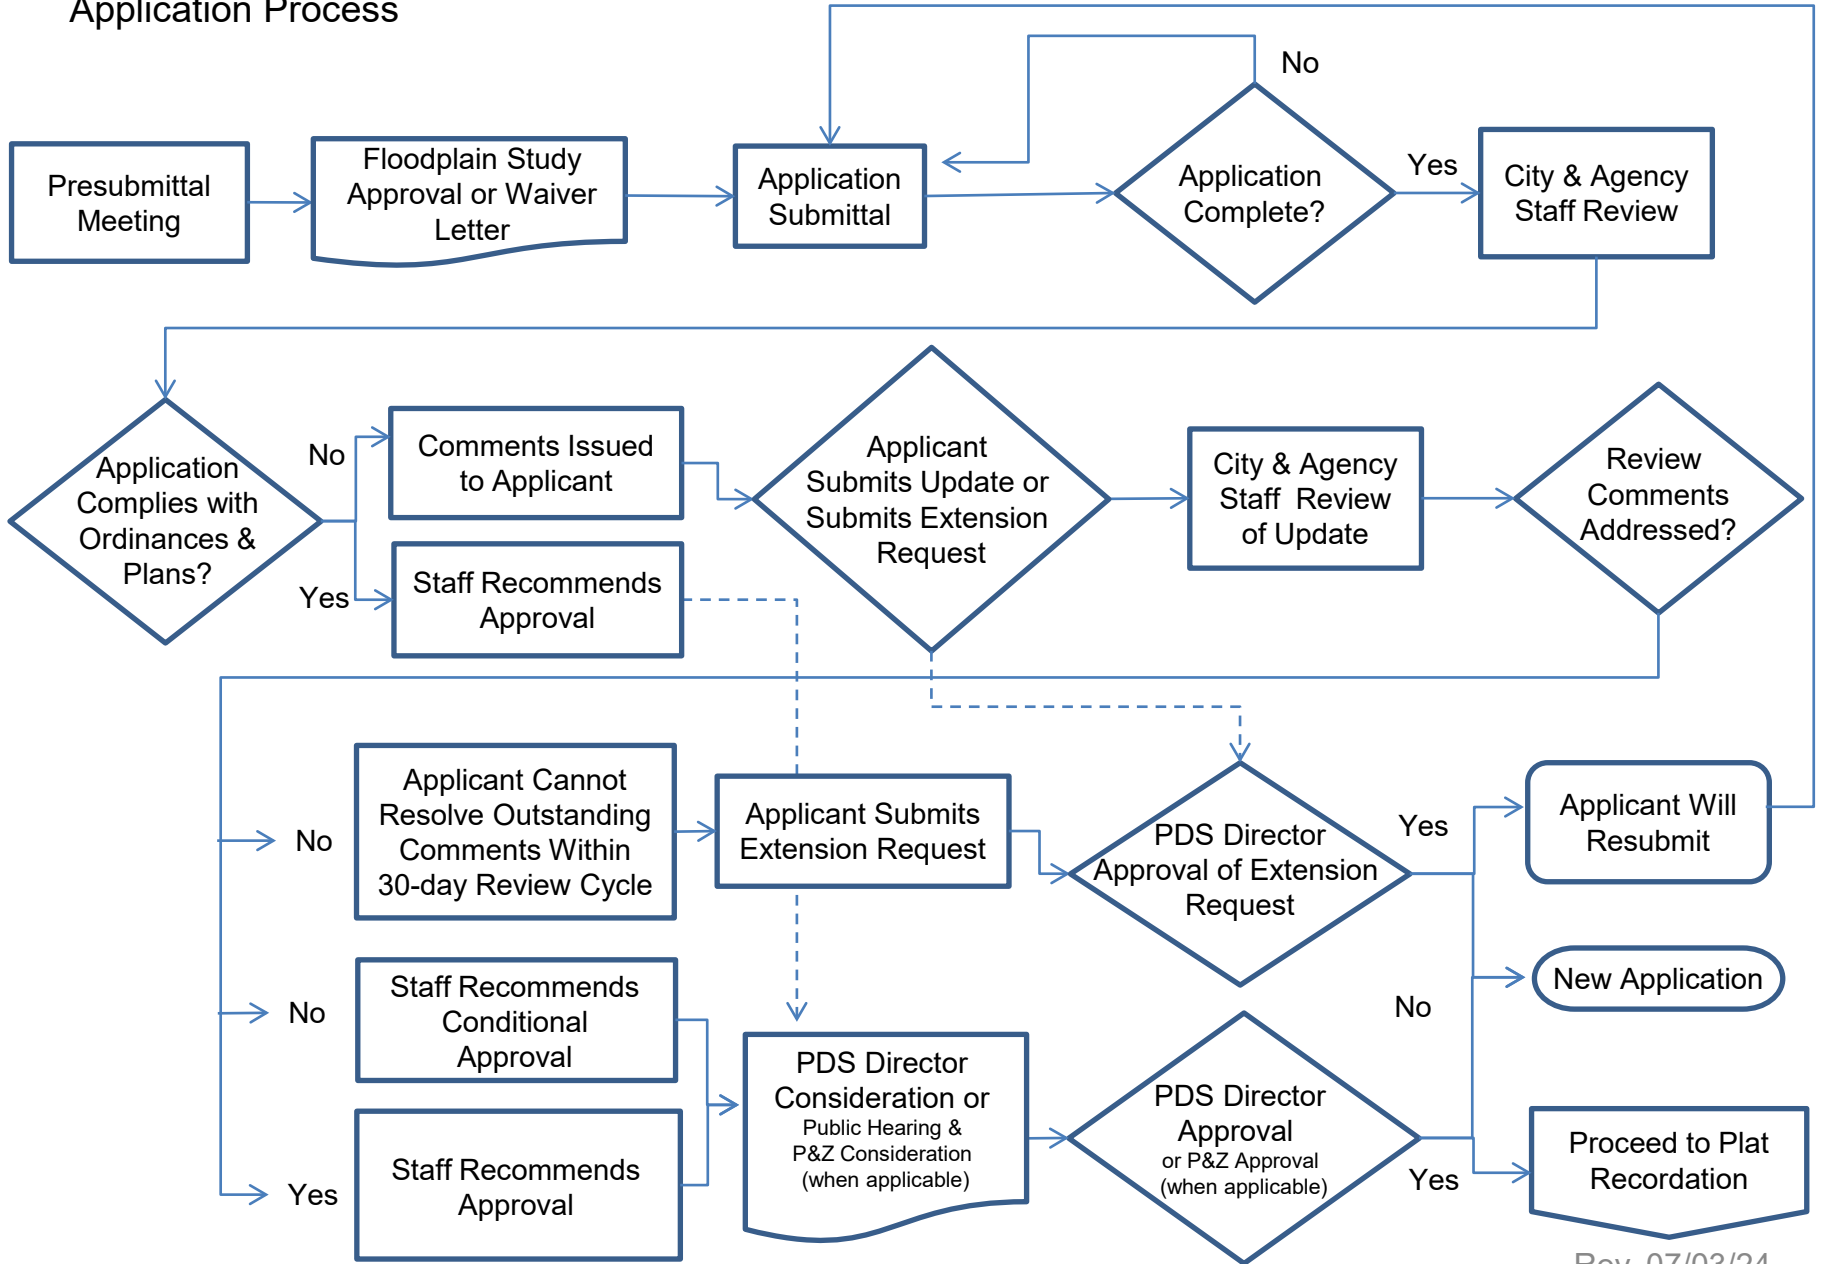 Application Process
No
Presubmittal
Meeting
Floodplain Study
Approval or Waiver
Letter
Application
Submittal
Application
Complete?
Yes
City & Agency
Staff Review
Application
Complies with
Ordinances &
Plans?
No
Yes
Comments Issued
to Applicant
Staff Recommends
Approval
Applicant
Submits Update or
Submits Extension
Request
City & Agency
Staff Review
of Update
Review
Comments
Addressed?
No
Applicant Cannot
Resolve Outstanding
Comments Within
30-day Review Cycle
Applicant Submits
Extension Request
PDS Director
Approval of Extension
Request
Yes
Applicant Will
Resubmit
No
New Application
No
Staff Recommends
Conditional
Approval
Yes
Staff Recommends
Approval
PDS Director
Consideration or
Public Hearing &
P&Z Consideration
(when applicable)
PDS Director
Approval
or P&Z Approval
(when applicable)
Yes
Proceed to Plat
Recordation
Rev. 07/03/24